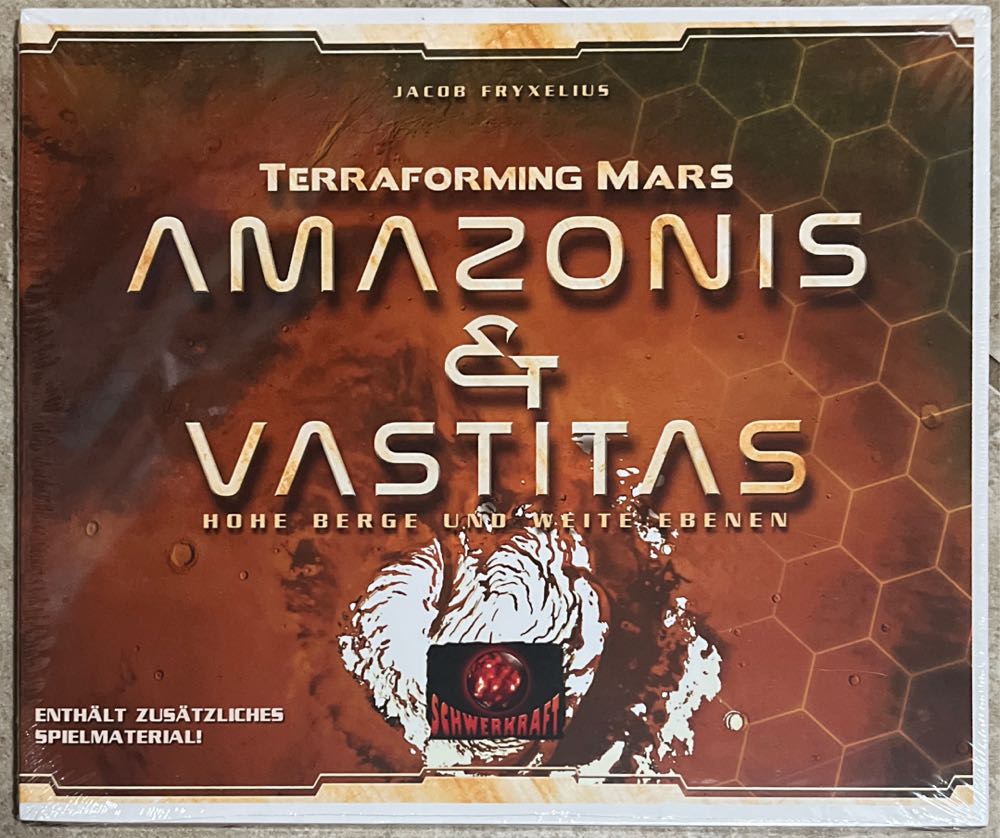 JACOB FRYXELIUS
TERRAFORMING MARS
AMAZONIS
&
VASTITAS
HOHE BERGE UND WEITE EBENEN
SCHWERKRAFT
ENTHÄLT ZUSÄTZLICHES
SPIELMATERIAL!